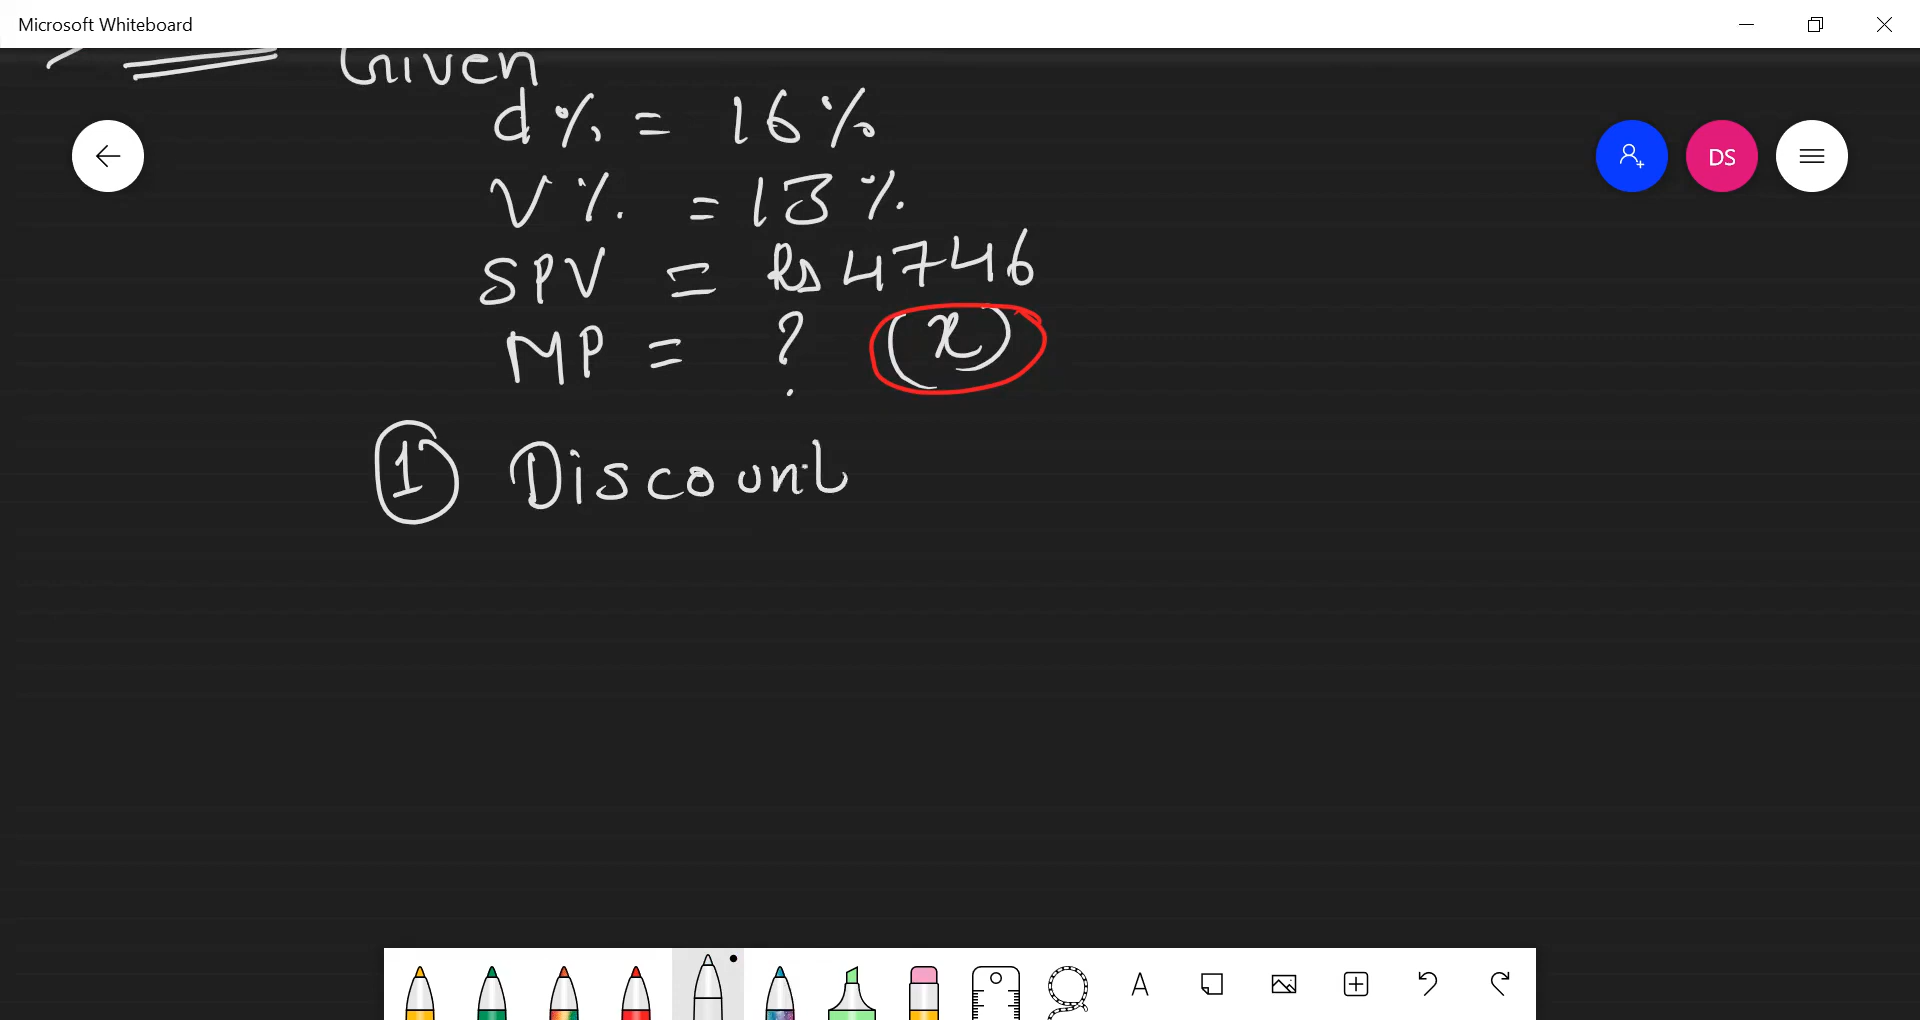 Microsoft Whiteboard
Given
d% = 16%
V% = 13%
SPV = Rs 4746
MP = ? (x)
DS
① Discount
A